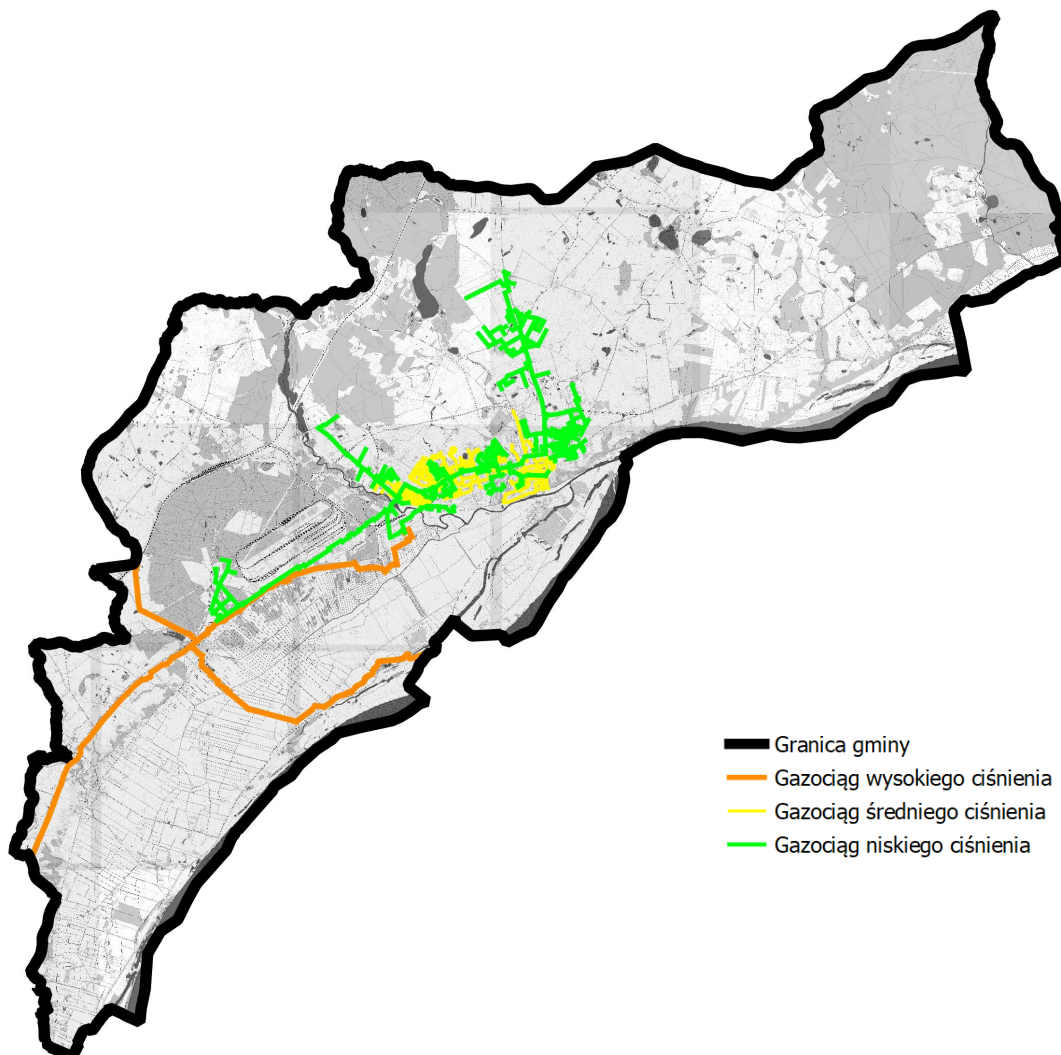 Granica gminy
Gazociąg wysokiego ciśnienia
Gazociąg średniego ciśnienia
Gazociąg niskiego ciśnienia